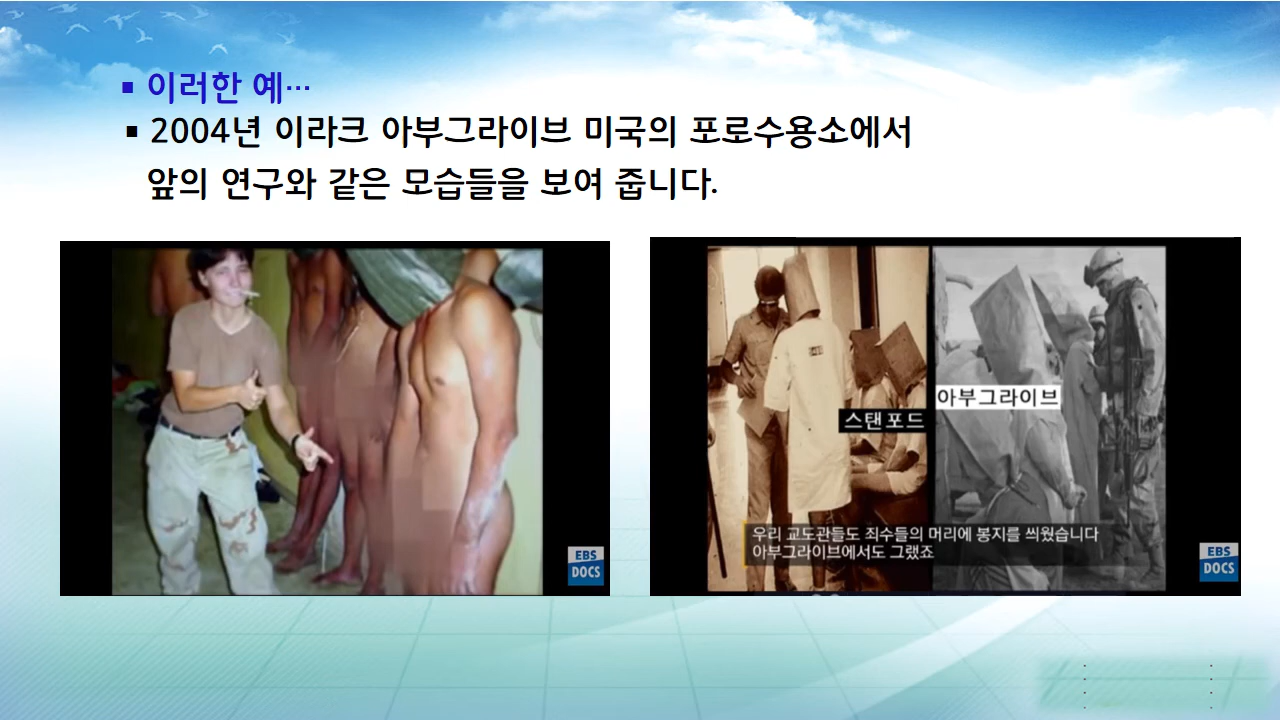 ▪ 이러한 예…
▪ 2004년 이라크 아부그라이브 미국의 포로수용소에서
앞의 연구와 같은 모습들을 보여 줍니다.
EBS
DOCS
스탠포드
아부그라이브
우리 교도관들도 죄수들의 머리에 봉지를 씌웠습니다
아부그라이브에서도 그랬죠
EBS
DOCS